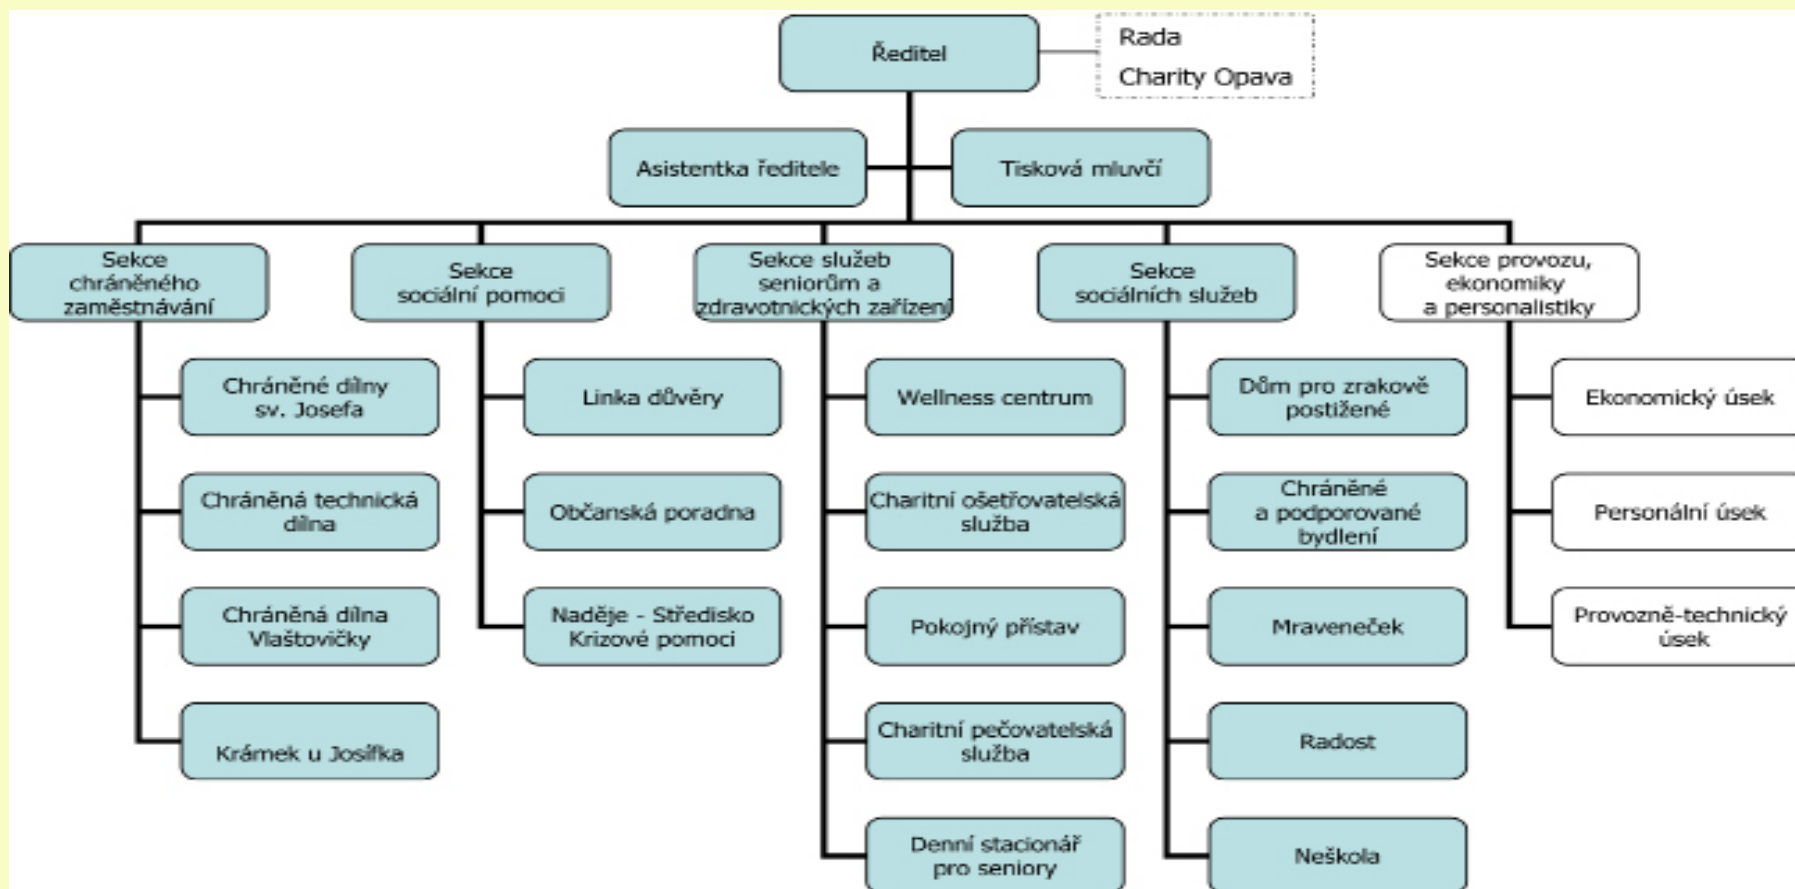 Ředitel
Rada
Charity Opava
Asistentka ředitele
Tisková mluvčí
Sekce
chráněného
zaměstnávání
Sekce
sociální pomoci
Sekce služeb
seniorům a
zdravotnických zařízení
Sekce
sociálních služeb
Sekce provozu,
ekonomiky
a personalistiky
Chráněné dílny
sv. Josefa
Linka důvěry
Wellness centrum
Dům pro zrakově
postižené
Ekonomický úsek
Chráněná technická
dílna
Občanská poradna
Charitní ošetřovatelská
služba
Chráněné
a podporované
bydlení
Personální úsek
Chráněná dílna
Vlaštovičky
Naděje - Středisko
Krizové pomoci
Pokojný přístav
Mraveneček
Provozně-technický
úsek
Krámek u Josífka
Charitní pečovatelská
služba
Radost
Denní stacionář
pro seniory
Neškola